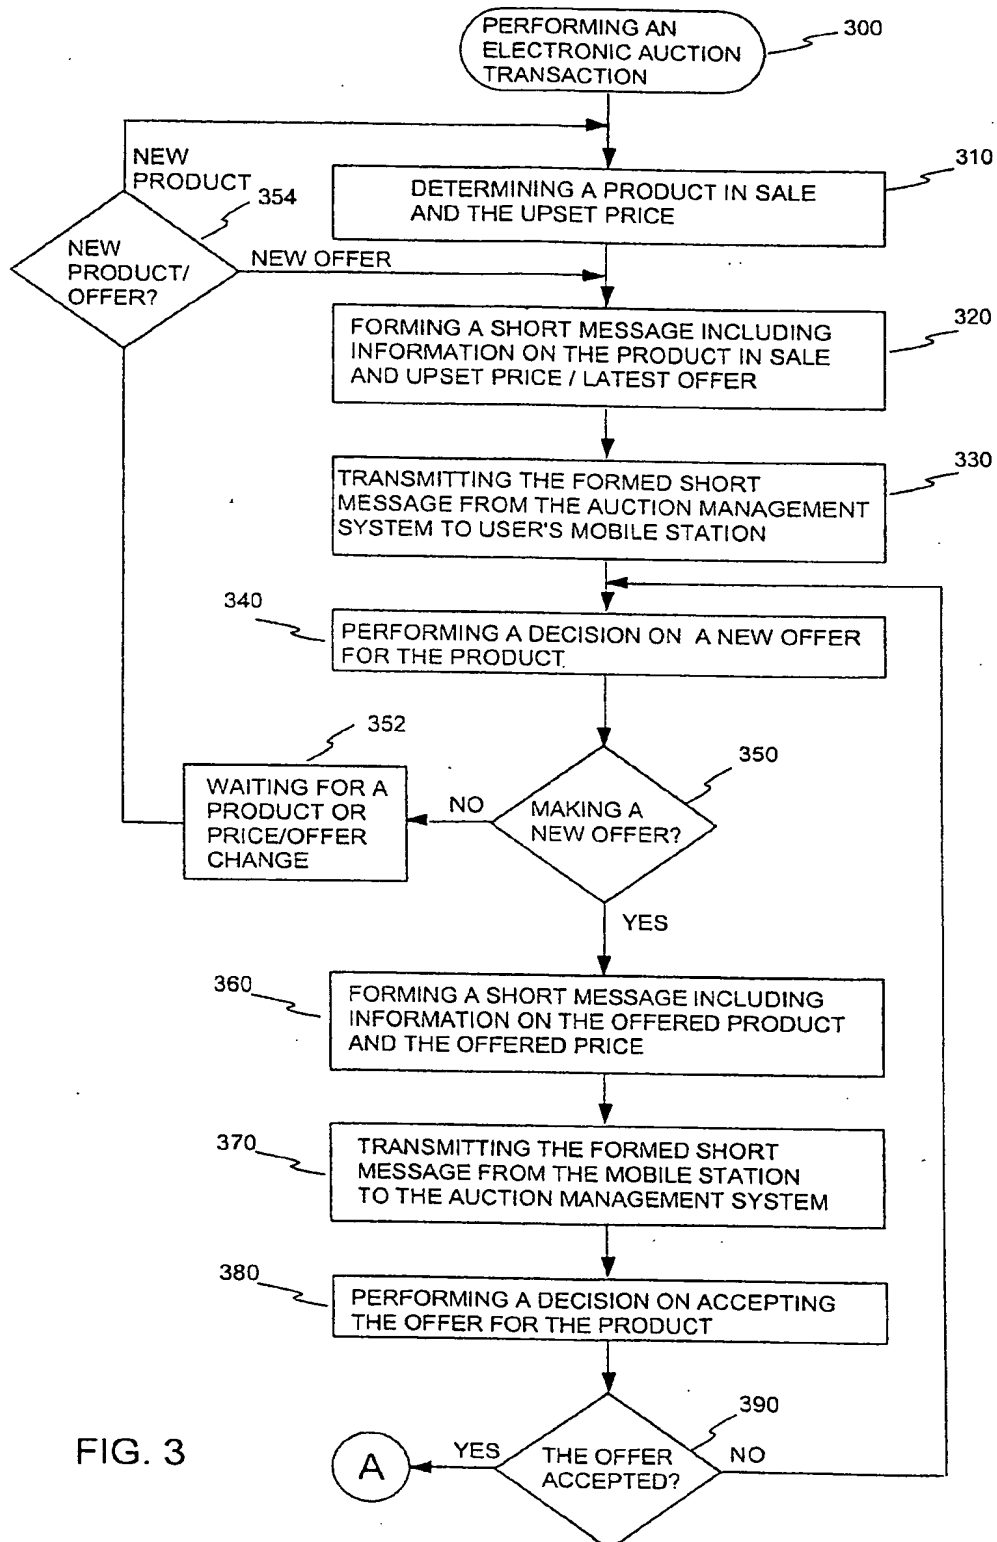 PERFORMING AN
ELECTRONIC AUCTION
TRANSACTION
300
NEW
PRODUCT
354
310
DETERMINING A PRODUCT IN SALE
AND THE UPSET PRICE
NEW
PRODUCT/
OFFER?
NEW OFFER
320
FORMING A SHORT MESSAGE INCLUDING
INFORMATION ON THE PRODUCT IN SALE
AND UPSET PRICE / LATEST OFFER
330
TRANSMITTING THE FORMED SHORT
MESSAGE FROM THE AUCTION MANAGEMENT
SYSTEM TO USER'S MOBILE STATION
340
PERFORMING A DECISION ON A NEW OFFER
FOR THE PRODUCT
352
350
WAITING FOR A
PRODUCT OR
PRICE/OFFER
CHANGE
NO
MAKING A
NEW OFFER?
YES
360
FORMING A SHORT MESSAGE INCLUDING
INFORMATION ON THE OFFERED PRODUCT
AND THE OFFERED PRICE
370
TRANSMITTING THE FORMED SHORT
MESSAGE FROM THE MOBILE STATION
TO THE AUCTION MANAGEMENT SYSTEM
380
PERFORMING A DECISION ON ACCEPTING
THE OFFER FOR THE PRODUCT
390
FIG. 3
A
YES
THE OFFER
ACCEPTED?
NO